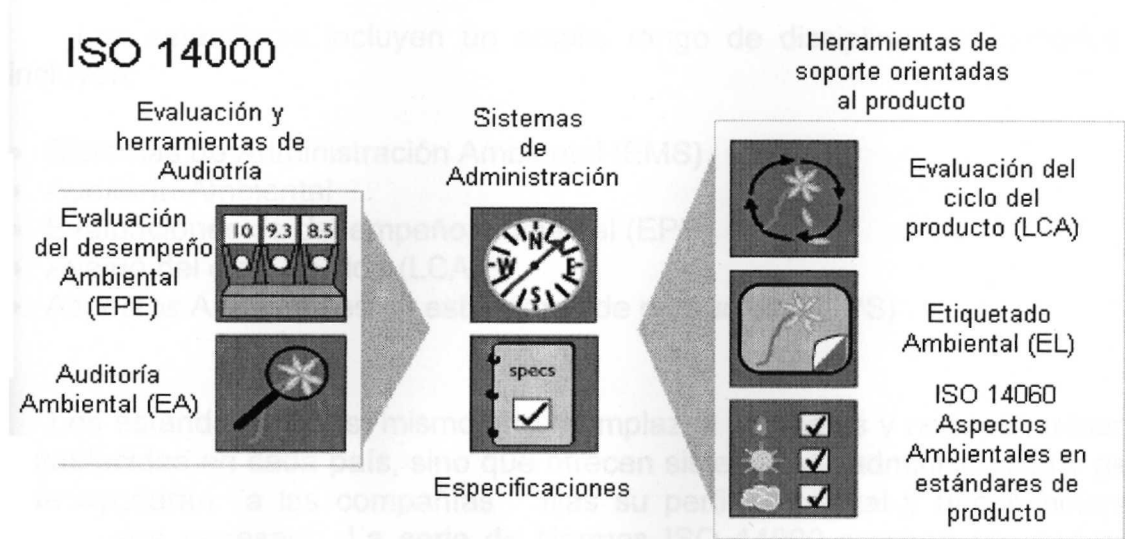 ISO 14000
Evaluación y
herramientas de
Audiotría
Evaluación
del desempeño
Ambiental
(EPE)
10 9.3 8.5
Auditoría
Ambiental (EA)
Sistemas
de
Administración
N
W E
S
specs
Especificaciones
Herramientas de
soporte orientadas
al producto
Evaluación del
ciclo del
producto (LCA)
Etiquetado
Ambiental (EL)
ISO 14060
Aspectos
Ambientales en
estándares de
producto